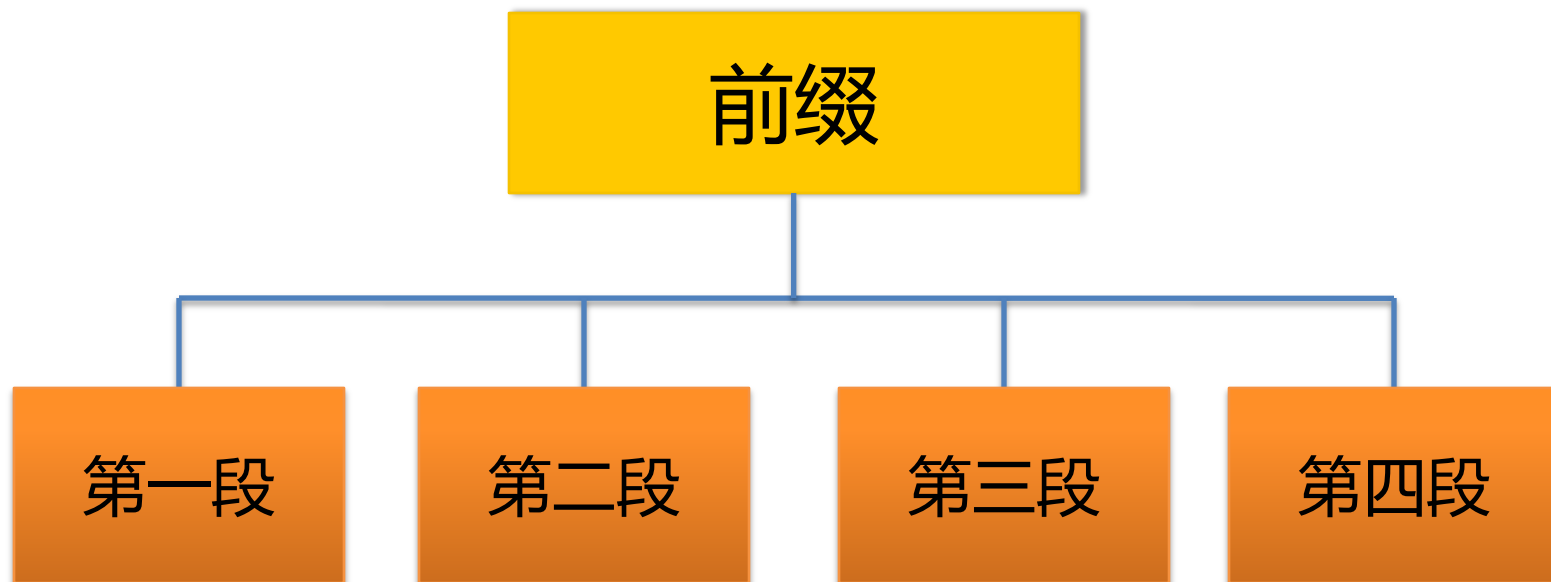 前缀
第一段
第二段
第三段
第四段